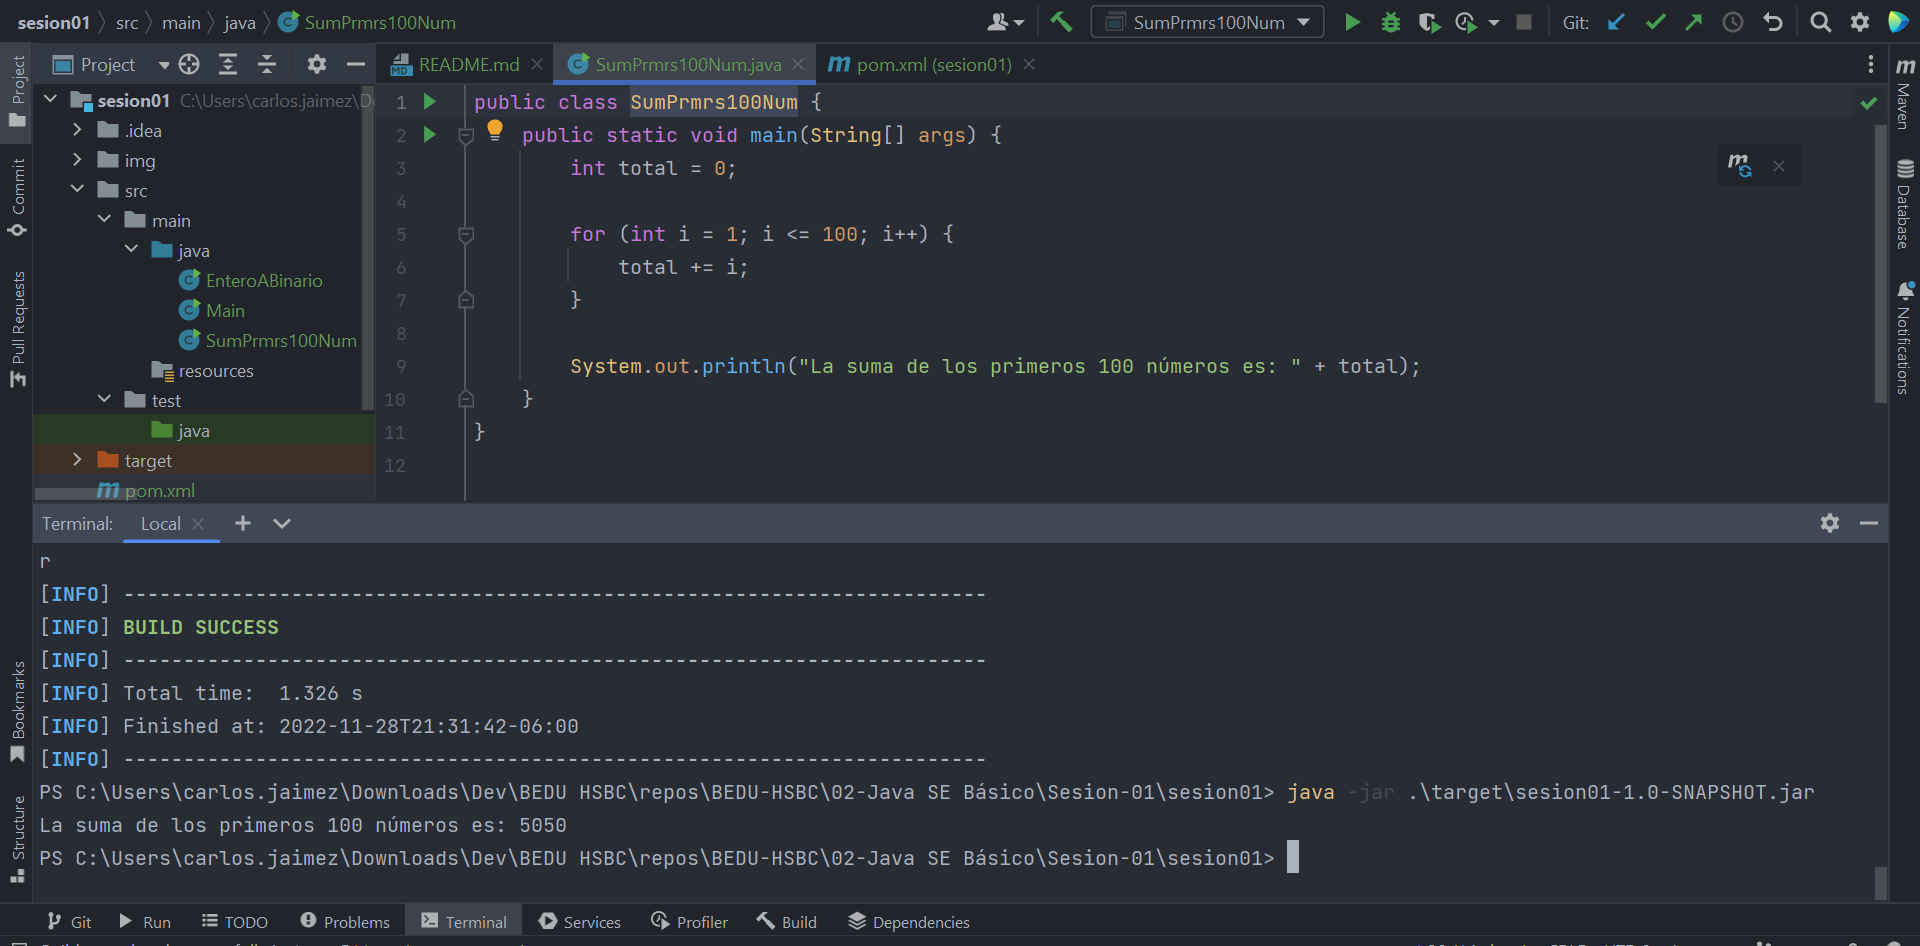 sesion01 src main java SumPrmrs100Num
SumPrmrs100Num
Git:
Project
README.md
SumPrmrs100Num.java
pom.xml (sesion01)
sesion01 C:\Users\carlos.jaimez\D
.idea
img
src
main
java
EnteroABinario
Main
SumPrmrs100Num
resources
test
java
target
pom.xml
1 public class SumPrmrs100Num {
2 public static void main(String[] args) {
3 int total = 0;
4
5 for (int i = 1; i <= 100; i++) {
6 total += i;
7 }
8
9 System.out.println("La suma de los primeros 100 números es: " + total);
10 }
11 }
12
Project
Commit
Pull Requests
Bookmarks
Structure
Maven
Database
Notifications
Terminal: Local
r
[INFO] ------------------------------------------------------------------------
[INFO] BUILD SUCCESS
[INFO] ------------------------------------------------------------------------
[INFO] Total time:  1.326 s
[INFO] Finished at: 2022-11-28T21:31:42-06:00
[INFO] ------------------------------------------------------------------------
PS C:\Users\carlos.jaimez\Downloads\Dev\BEDU HSBC\repos\BEDU-HSBC\02-Java SE Básico\Sesion-01\sesion01> java -jar .\target\sesion01-1.0-SNAPSHOT.jar
La suma de los primeros 100 números es: 5050
PS C:\Users\carlos.jaimez\Downloads\Dev\BEDU HSBC\repos\BEDU-HSBC\02-Java SE Básico\Sesion-01\sesion01>
Git Run TODO Problems Terminal Services Profiler Build Dependencies